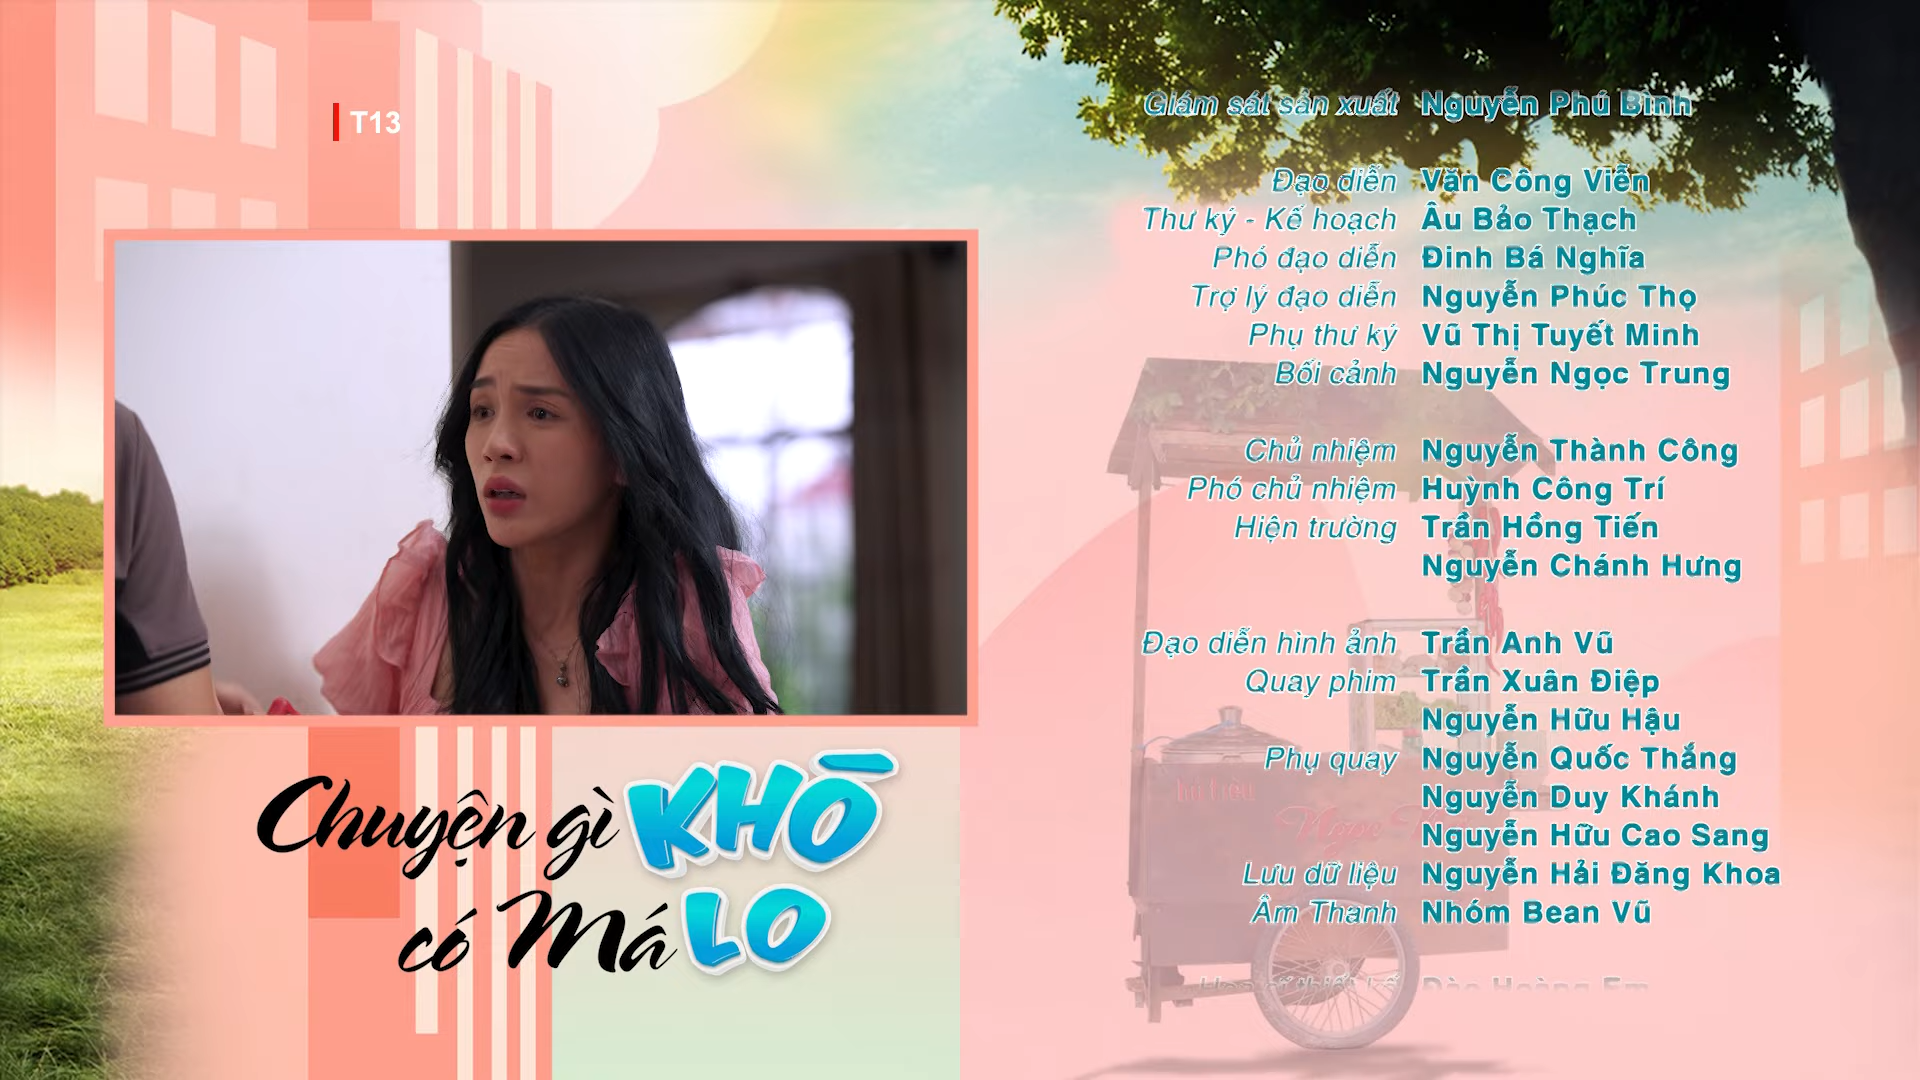 T13
Chuyện gì KHÓ
có Má LO
Giám sát sản xuất Nguyễn Phú Bình
Đạo diễn Văn Công Viễn
Thư ký - Kế hoạch Âu Bảo Thạch
Phó đạo diễn Đinh Bá Nghĩa
Trợ lý đạo diễn Nguyễn Phúc Thọ
Phụ thư ký Vũ Thị Tuyết Minh
Bối cảnh Nguyễn Ngọc Trung
Chủ nhiệm Nguyễn Thành Công
Phó chủ nhiệm Huỳnh Công Trí
Hiện trường Trần Hồng Tiến
Nguyễn Chánh Hưng
Đạo diễn hình ảnh Trần Anh Vũ
Quay phim Trần Xuân Điệp
Nguyễn Hữu Hậu
Phụ quay Nguyễn Quốc Thắng
Nguyễn Duy Khánh
Nguyễn Hữu Cao Sang
Lưu dữ liệu Nguyễn Hải Đăng Khoa
Âm Thanh Nhóm Bean Vũ